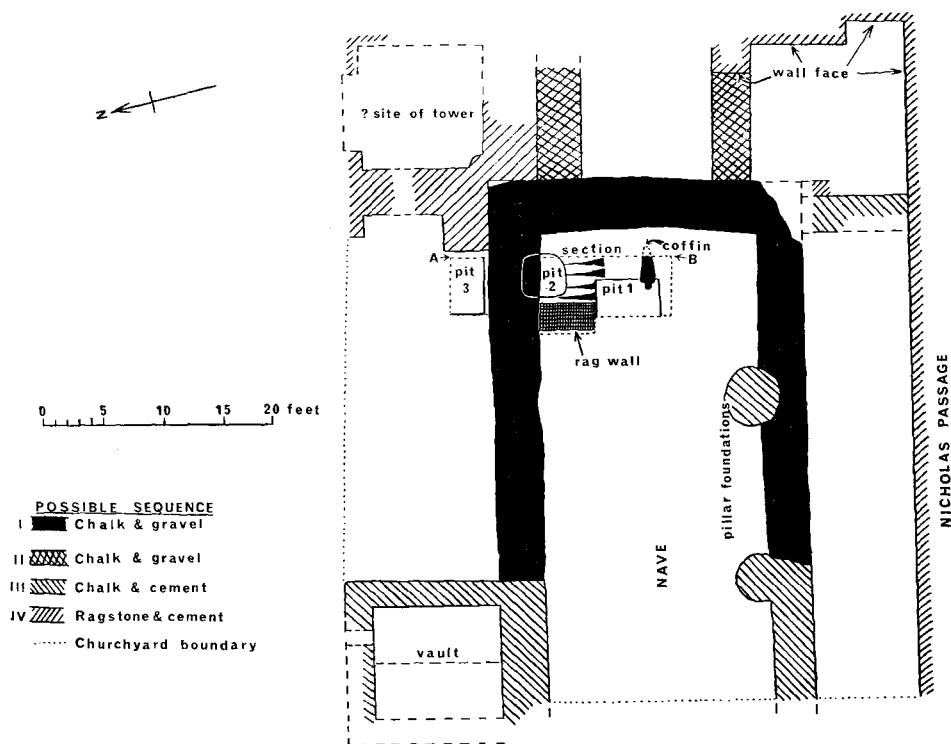 wall face
? site of tower
N
section
coffin
A
B
pit
3
pit
2
pit 1
rag wall
0 5 10 15 20 feet
pillar foundations
NAVE
NICHOLAS PASSAGE
POSSIBLE SEQUENCE
I Chalk & gravel
II Chalk & gravel
III Chalk & cement
IV Ragstone & cement
Churchyard boundary
vault